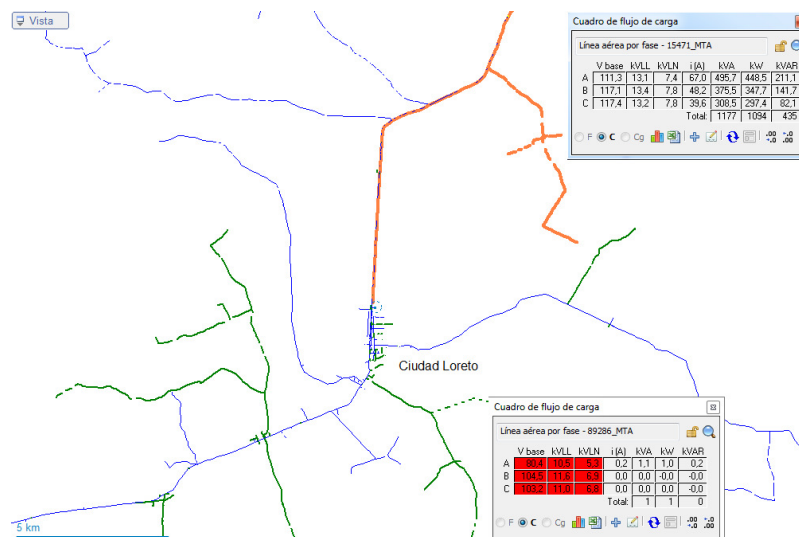 Vista
Cuadro de flujo de carga
Línea aérea por fase - 15471_MTA
V base kVLL kVLN i (A) kVA kW kVAR
A 111,3 13,1 7,4 67,0 495,7 448,5 211,1
B 117,1 13,4 7,8 48,2 375,5 347,7 141,7
C 117,4 13,2 7,8 39,6 308,5 297,4 82,1
Total: 1177 1094 435
F C Cg
Ciudad Loreto
Cuadro de flujo de carga
Línea aérea por fase - 89286_MTA
V base kVLL kVLN i (A) kVA kW kVAR
A 80,4 10,5 5,3 0,2 1,1 1,0 0,2
B 104,5 11,6 6,9 0,0 0,0 -0,0 -0,0
C 103,2 11,0 6,8 0,0 0,0 -0,0 -0,0
Total: 1 1 0
F C Cg
5 km